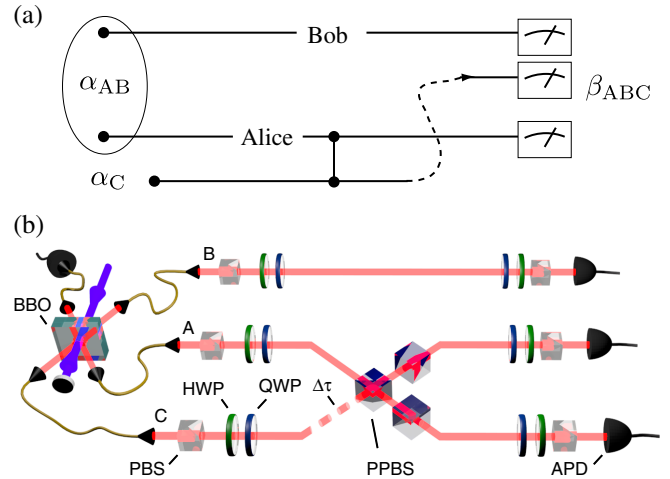 (a)
Bob
α_AB
β_ABC
Alice
α_C
(b)
B
BBO
A
HWP
QWP
Δτ
C
PBS
PPBS
APD